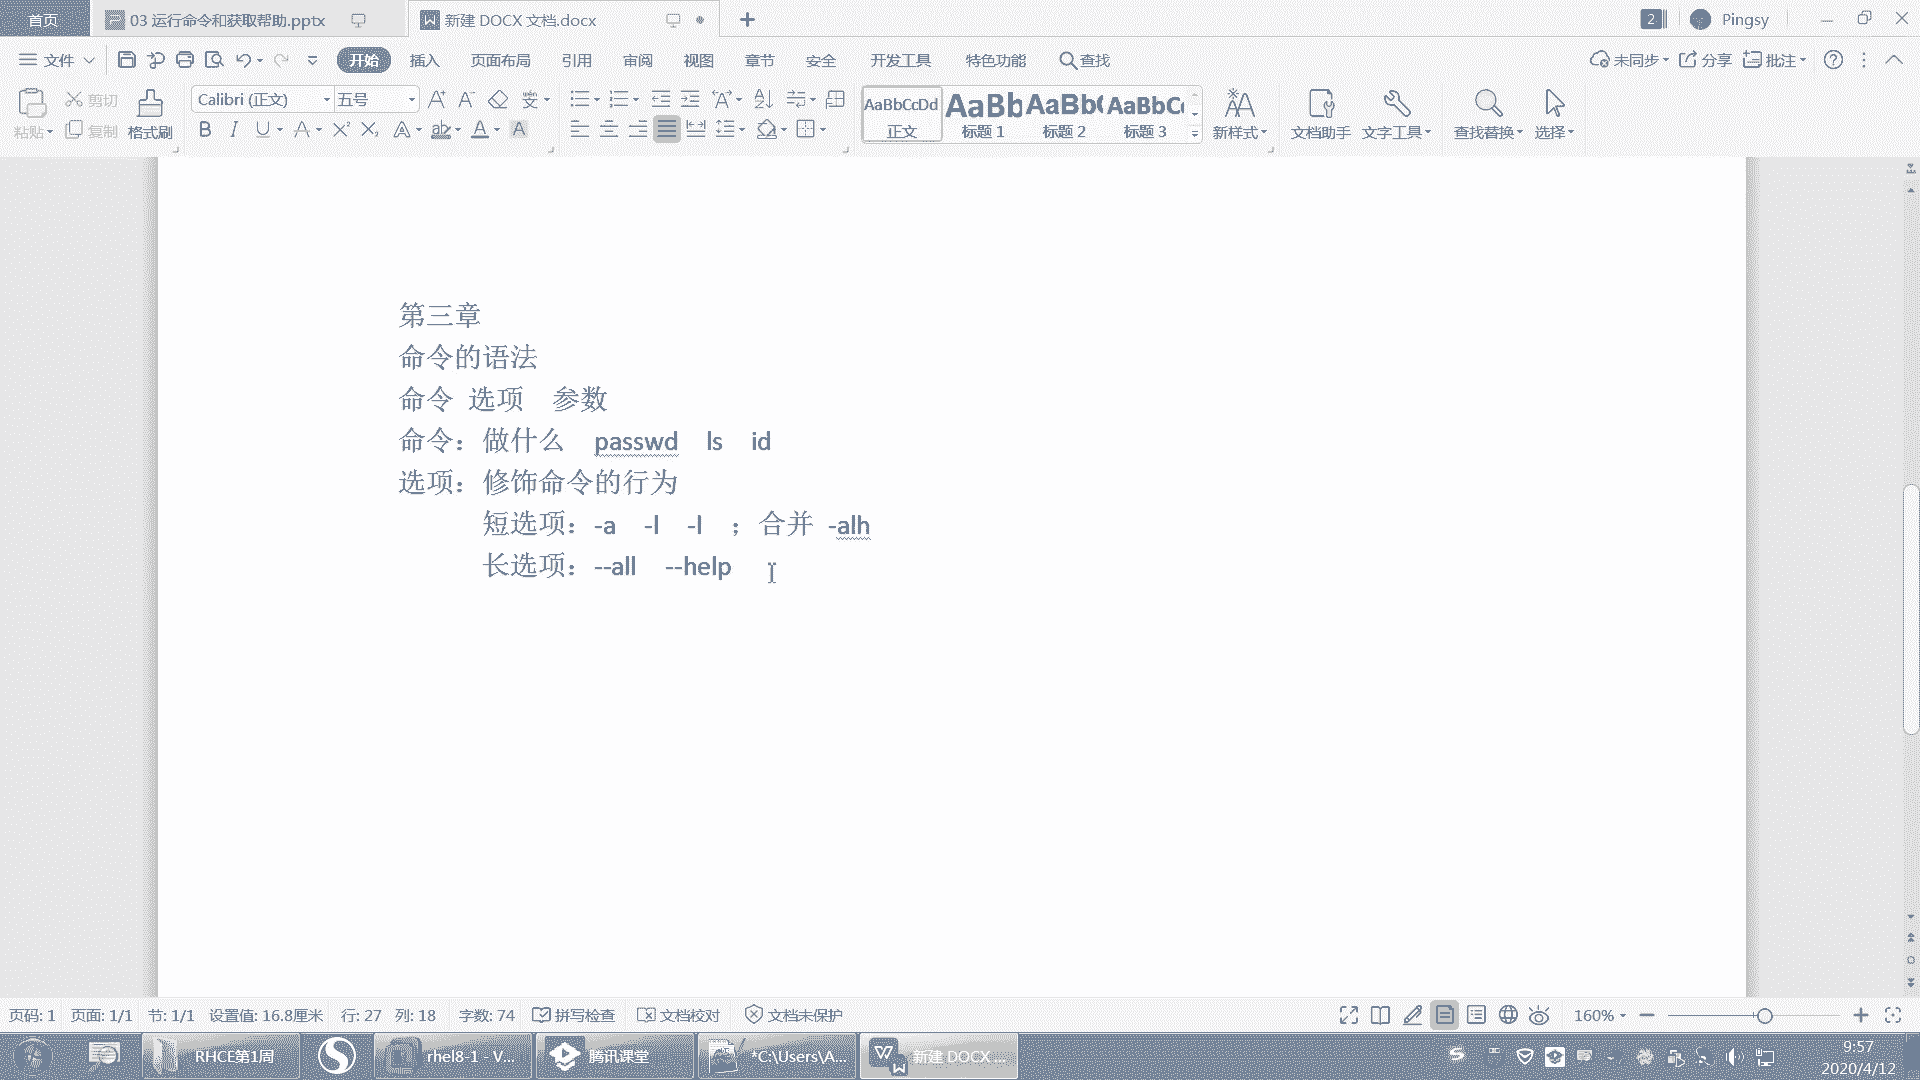 首页 03 运行命令和获取帮助.pptx 新建 DOCX 文档.docx 2 Pingsy
文件 开始 插入 页面布局 引用 审阅 视图 章节 安全 开发工具 特色功能 查找 未同步 分享 批注
粘贴 剪切 复制 格式刷 Calibri (正文) 五号 AaBbCcDd 正文 AaBb 标题 1 AaBb( 标题 2 AaBbC 标题 3 新样式 文档助手 文字工具 查找替换 选择
第三章
命令的语法
命令 选项 参数
命令：做什么 passwd ls id
选项：修饰命令的行为
短选项：-a -l -l ；合并 -alh
长选项：--all --help
页码: 1 页面: 1/1 节: 1/1 设置值: 16.8厘米 行: 27 列: 18 字数: 74 拼写检查 文档校对 文档未保护 160%
RHCE第1周 rhel8-1 - V... 腾讯课堂 *C:\Users\A... 新建 DOCX ... 9:57
2020/4/12